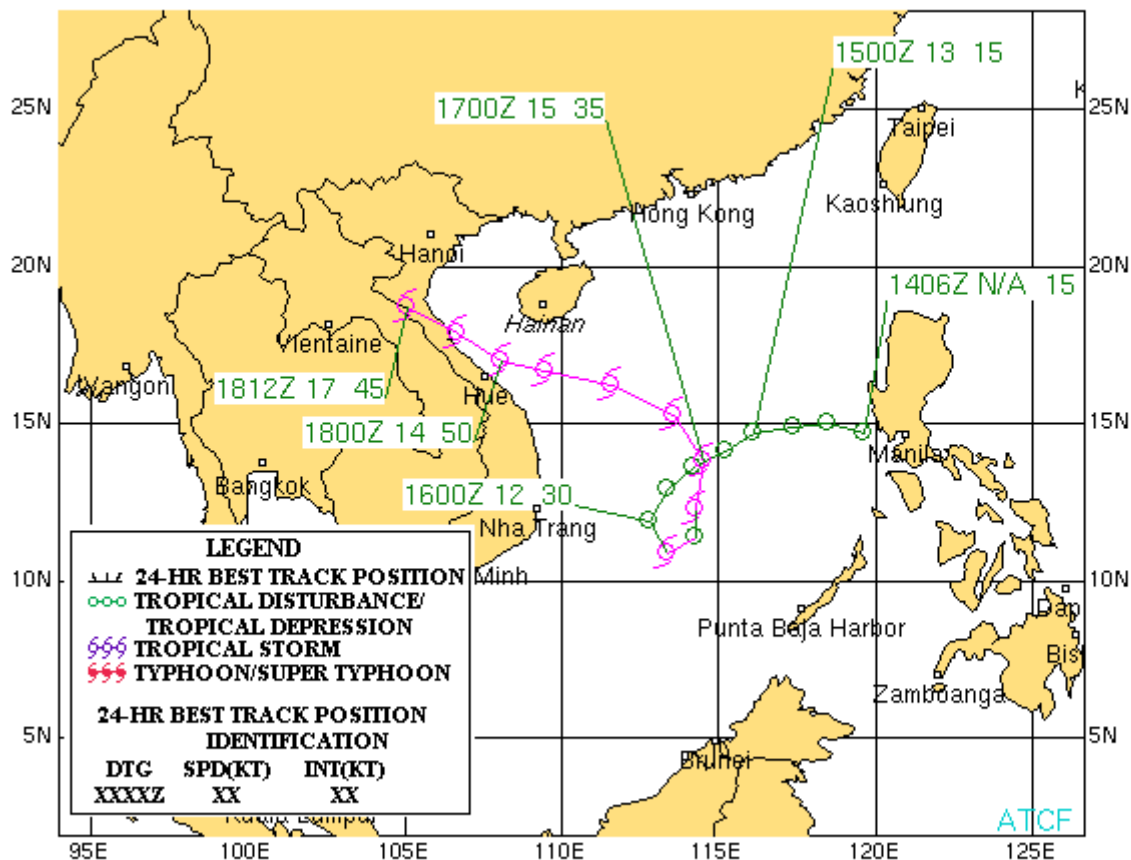 1500Z 13 15
1700Z 15 35
25N
25N
Taipei
Hong Kong
Kaoshiung
Hanoi
20N
20N
1406Z N/A 15
Hainan
Vientaine
Yangon
1812Z 17 45
Hue
15N
15N
1800Z 14 50
Manila
Bangkok
1600Z 12 30
Nha Trang
LEGEND
24-HR BEST TRACK POSITION
TROPICAL DISTURBANCE/
TROPICAL DEPRESSION
TROPICAL STORM
TYPHOON/SUPER TYPHOON
24-HR BEST TRACK POSITION
IDENTIFICATION
DTG SPD(KT) INT(KT)
XXXXZ XX XX
Minh
10N
10N
Dap
Punta Baja Harbor
Bis
Zamboanga
5N
5N
Brunei
ATCF
95E 100E 105E 110E 115E 120E 125E